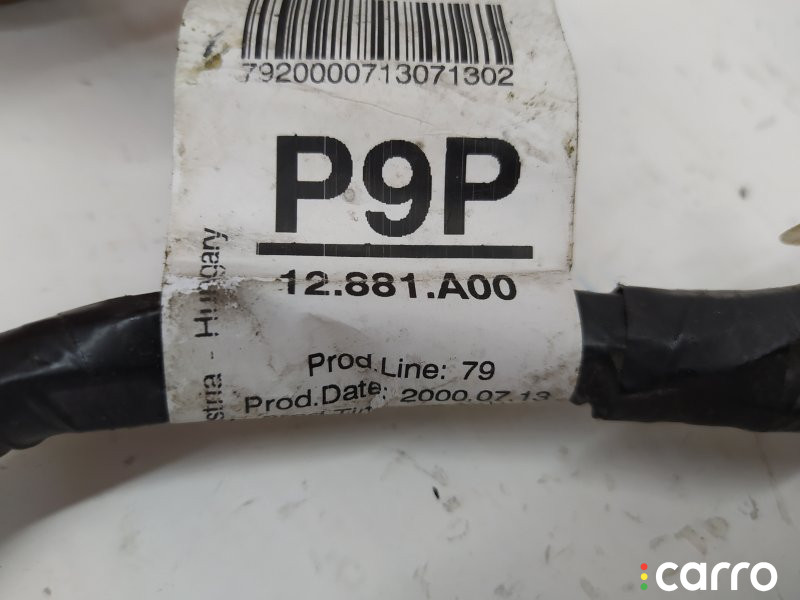 7920000713071302
P9P
12.881.A00
Prod.Line: 79
Prod.Date: 2000.07.13
- Hungary
carro